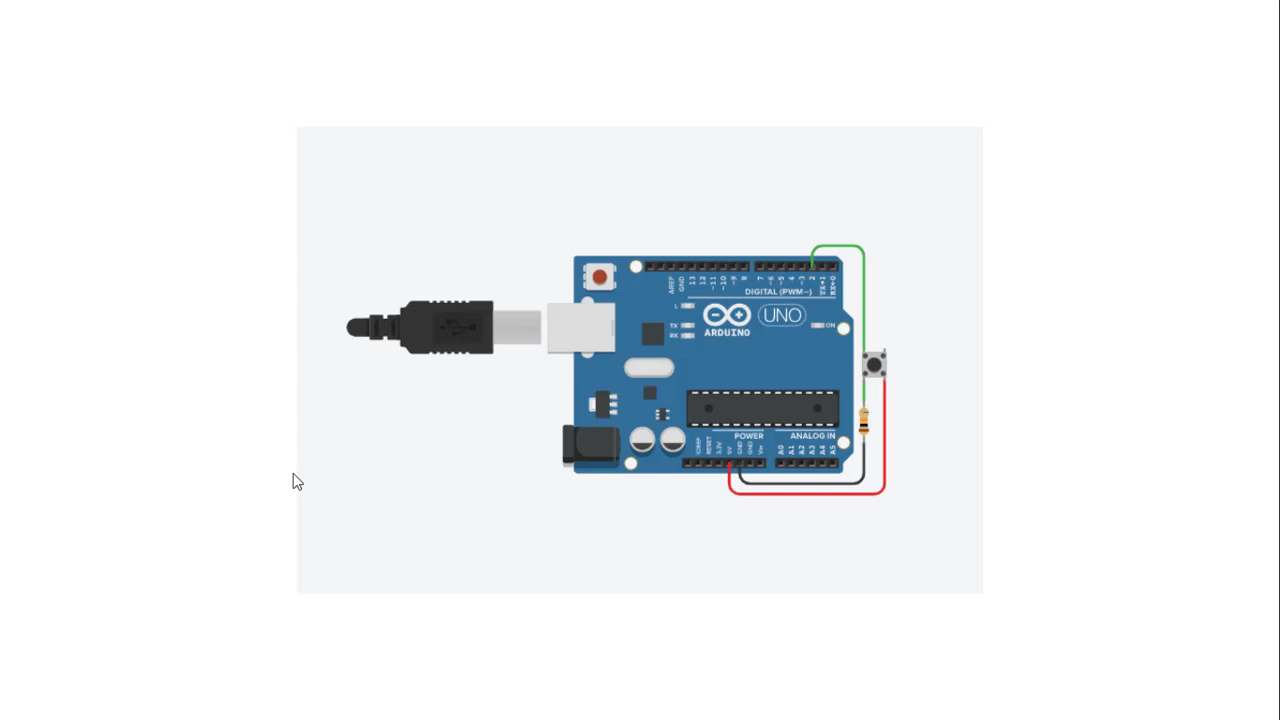 AREF
GND
13
12
~11
~10
~9
8
7
~6
~5
4
~3
2
TX→1
RX←0
DIGITAL (PWM~)
L
TX
RX
ARDUINO
UNO
ON
POWER
ANALOG IN
IOREF
RESET
3.3V
5V
GND
GND
Vin
A0
A1
A2
A3
A4
A5